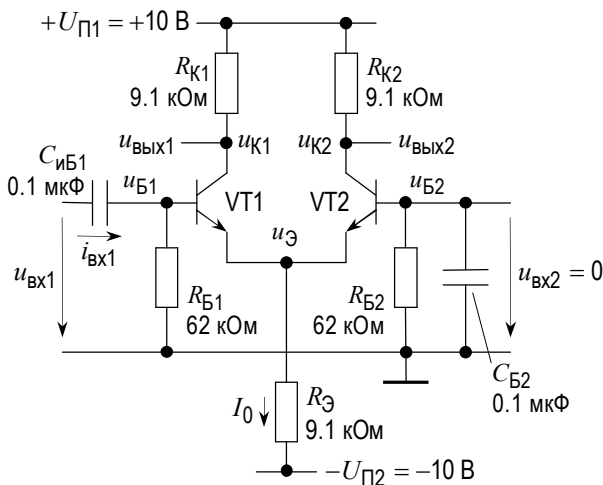 +UП1 = +10 В
RК1
9.1 кОм
RК2
9.1 кОм
uвых1
uК1
uК2
uвых2
CиБ1
0.1 мкФ
uБ1
VT1
VT2
uБ2
iвх1
uЭ
uвх1
RБ1
62 кОм
RБ2
62 кОм
uвх2 = 0
CБ2
0.1 мкФ
I0
RЭ
9.1 кОм
−UП2 = −10 В